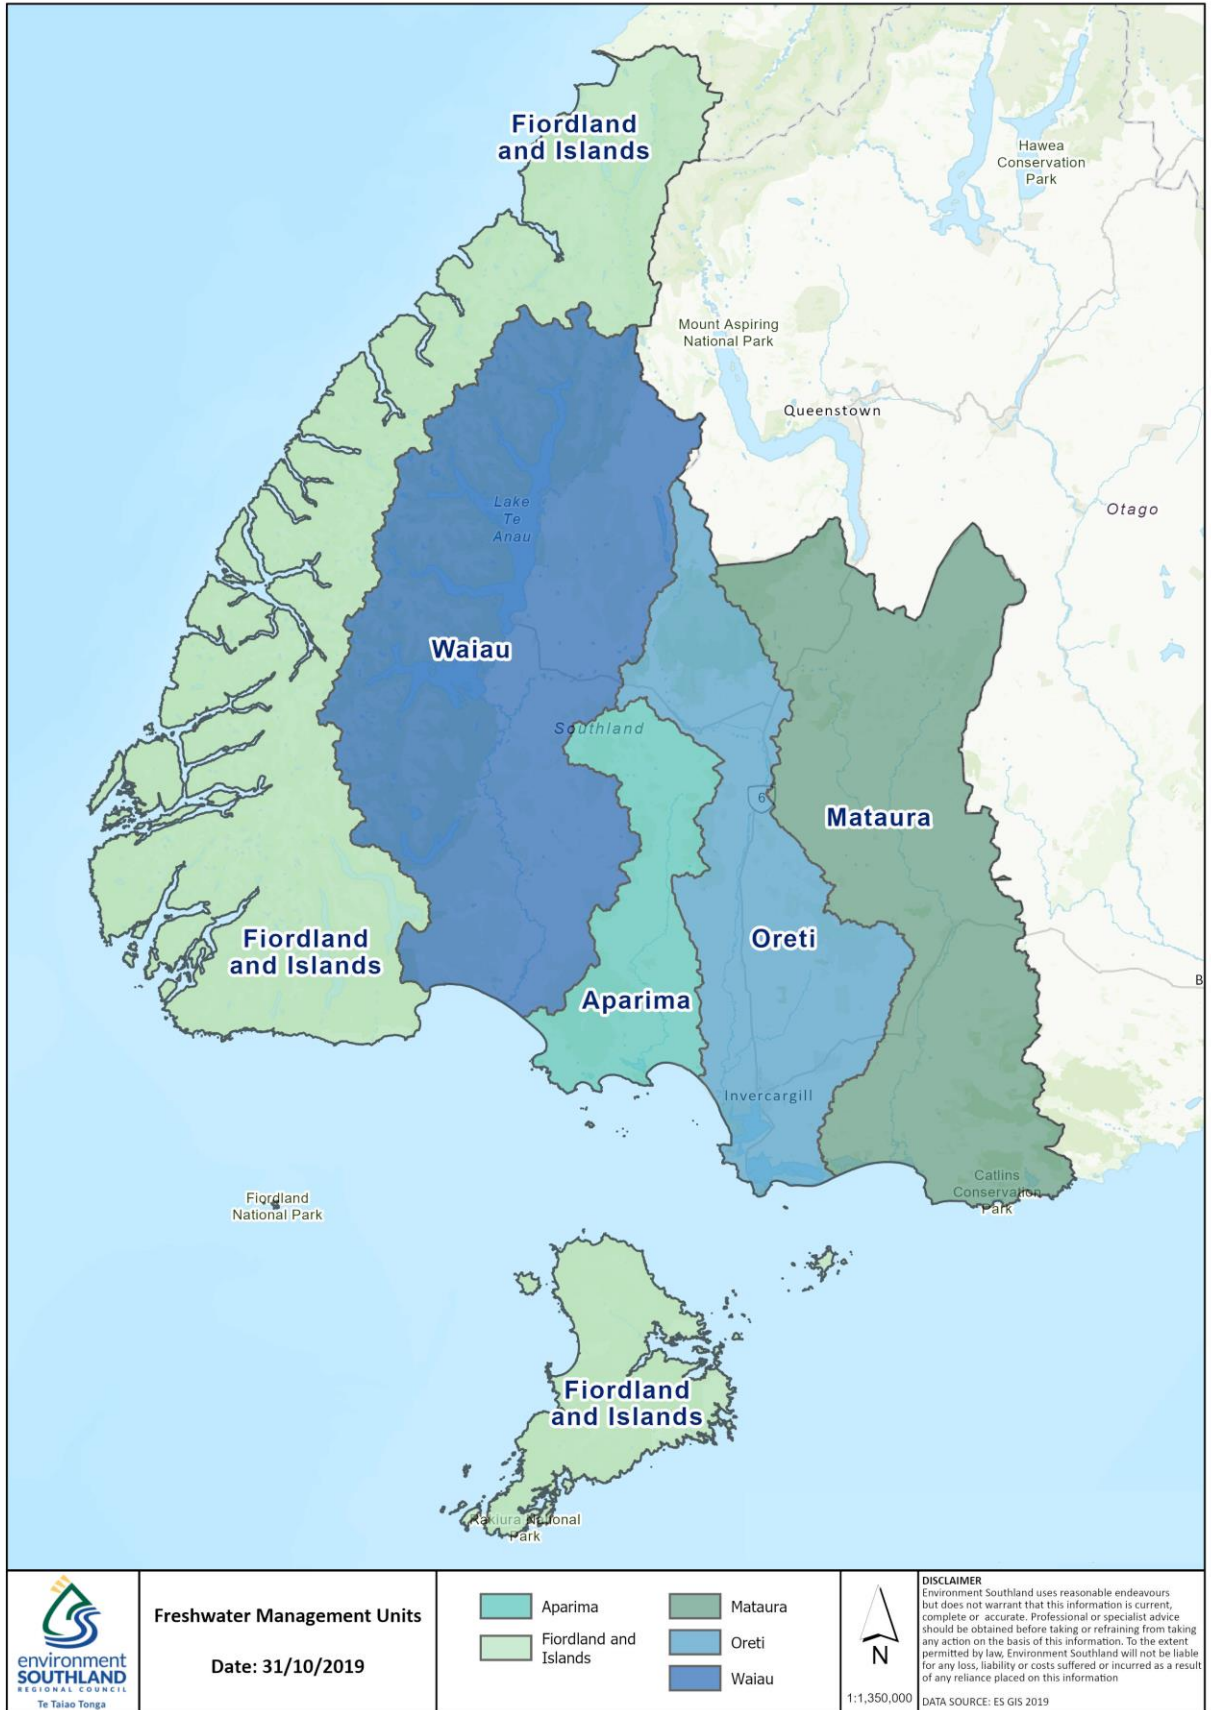 Fiordland
and Islands
Hawea
Conservation
Park
Mount Aspiring
National Park
Queenstown
Lake
Te
Anau
Otago
Waiau
Southland
6
Mataura
Fiordland
and Islands
Oreti
B
Aparima
Invercargill
Catlins
Conservation
Park
Fiordland
National Park
Fiordland
and Islands
Rakiura National
Park
environment
SOUTHLAND
REGIONAL COUNCIL
Te Taiao Tonga
Freshwater Management Units
Date: 31/10/2019
Aparima
Fiordland and
Islands
Mataura
Oreti
Waiau
N
1:1,350,000
DISCLAIMER
Environment Southland uses reasonable endeavours
but does not warrant that this information is current,
complete or accurate. Professional or specialist advice
should be obtained before taking or refraining from taking
any action on the basis of this information. To the extent
permitted by law, Environment Southland will not be liable
for any loss, liability or costs suffered or incurred as a result
of any reliance placed on this information
DATA SOURCE: ES GIS 2019